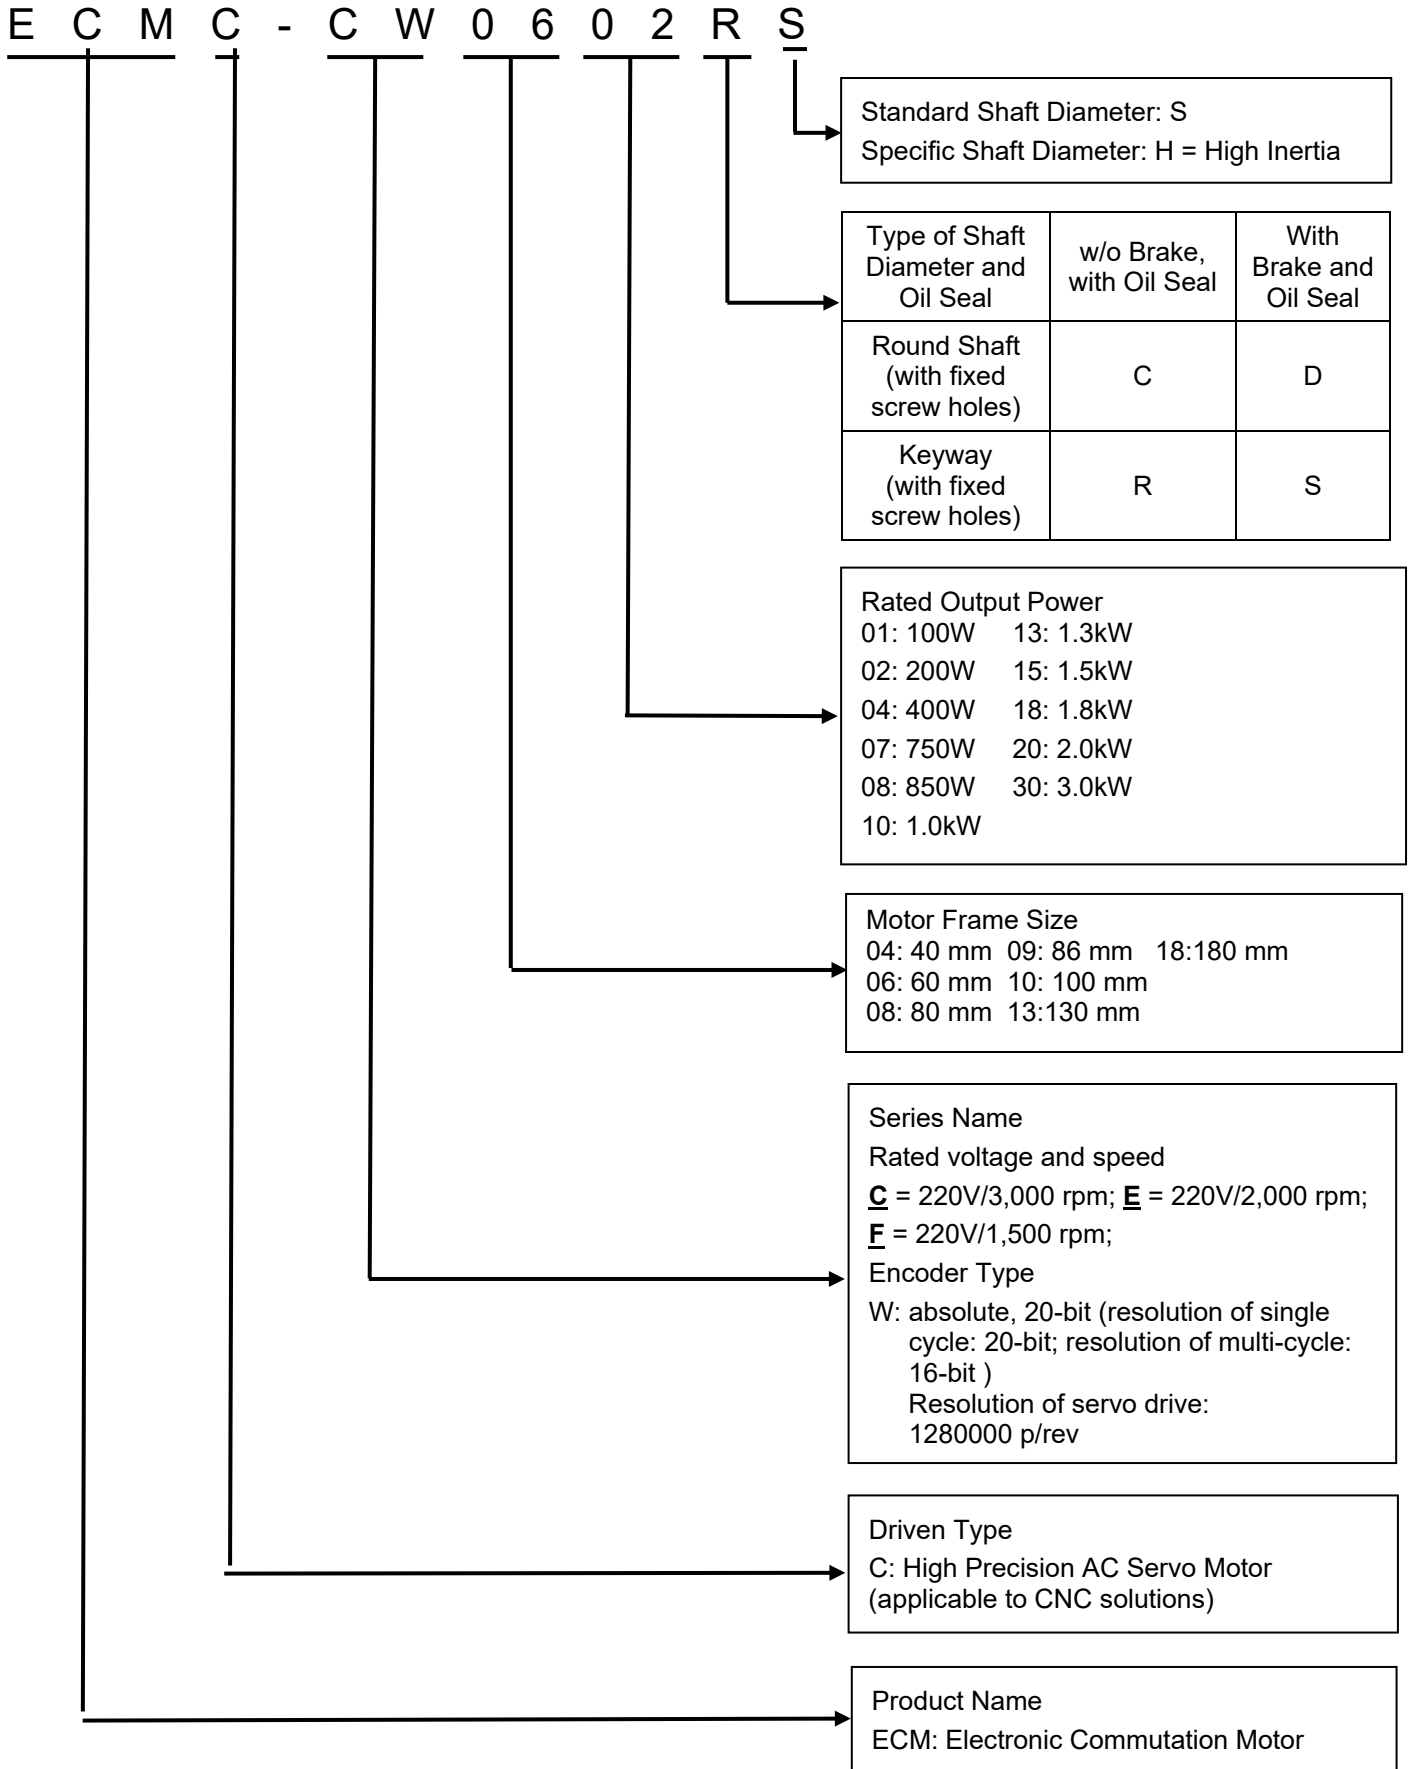 E C M C - C W 0 6 0 2 R S
Standard Shaft Diameter: S
Specific Shaft Diameter: H = High Inertia
Type of Shaft
Diameter and
Oil Seal
w/o Brake,
with Oil Seal
With
Brake and
Oil Seal
Round Shaft
(with fixed
screw holes)
C
D
Keyway
(with fixed
screw holes)
R
S
Rated Output Power
01: 100W 13: 1.3kW
02: 200W 15: 1.5kW
04: 400W 18: 1.8kW
07: 750W 20: 2.0kW
08: 850W 30: 3.0kW
10: 1.0kW
Motor Frame Size
04: 40 mm 09: 86 mm 18:180 mm
06: 60 mm 10: 100 mm
08: 80 mm 13:130 mm
Series Name
Rated voltage and speed
C = 220V/3,000 rpm; E = 220V/2,000 rpm;
F = 220V/1,500 rpm;
Encoder Type
W: absolute, 20-bit (resolution of single
cycle: 20-bit; resolution of multi-cycle:
16-bit )
Resolution of servo drive:
1280000 p/rev
Driven Type
C: High Precision AC Servo Motor
(applicable to CNC solutions)
Product Name
ECM: Electronic Commutation Motor